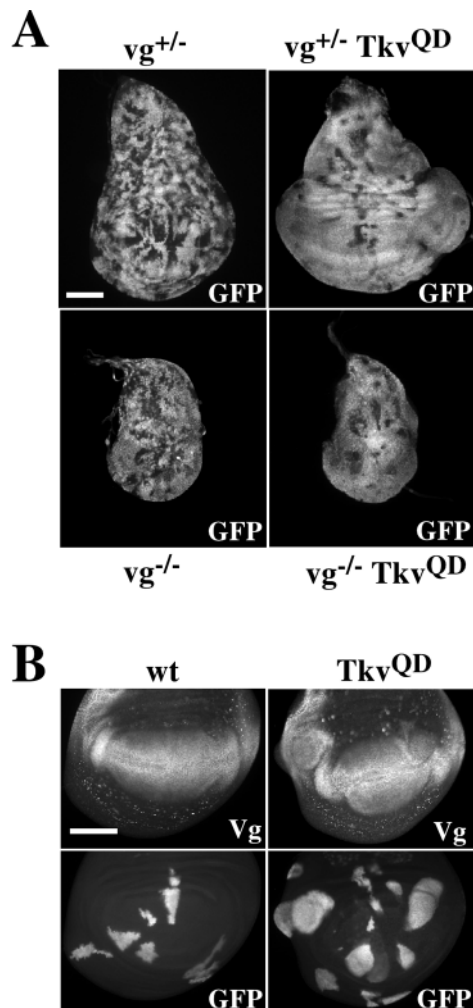 A
vg+/- vg+/- TkvQD
GFP GFP
GFP GFP
vg-/- vg-/- TkvQD
B
wt TkvQD
Vg Vg
GFP GFP